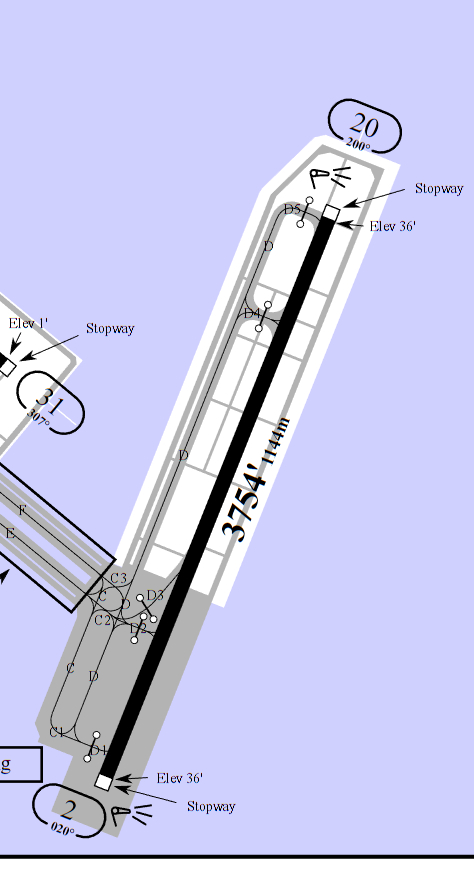 20
200°
Stopway
D5
Elev 36'
D
D4
Elev 1'
Stopway
31
307°
3754' 1144m
D
F
E
C3
C
D
D3
C2
D2
C
D
C1
D1
g
Elev 36'
Stopway
2
020°